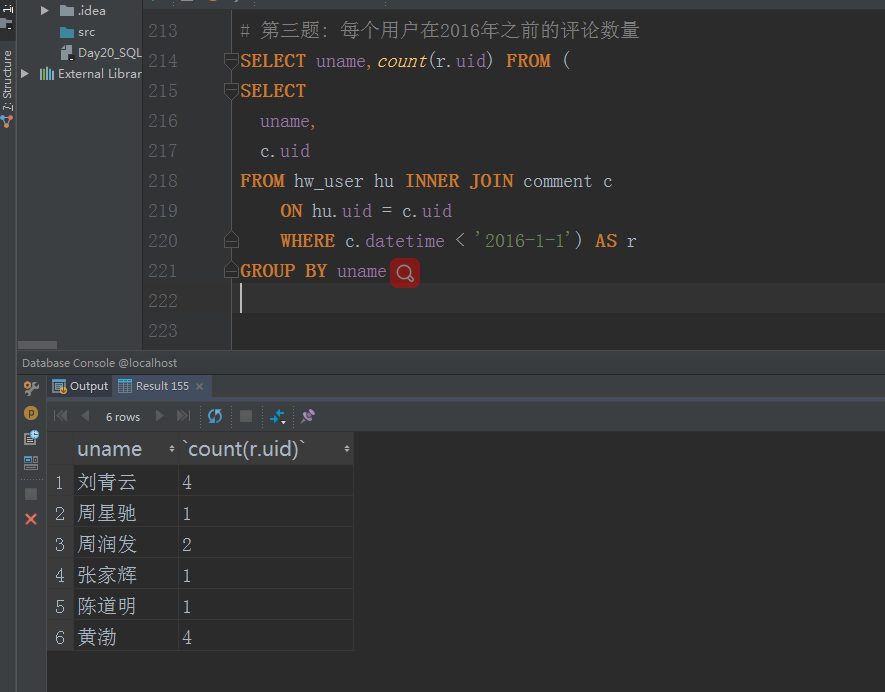 .idea
src
Day20_SQL
External Librar
7: Structure
213 # 第三题: 每个用户在2016年之前的评论数量
214 SELECT uname,count(r.uid) FROM (
215 SELECT
216 uname,
217 c.uid
218 FROM hw_user hu INNER JOIN comment c
219 ON hu.uid = c.uid
220 WHERE c.datetime < '2016-1-1') AS r
221 GROUP BY uname
222
223
Database Console @localhost
Output Result 155
6 rows
uname `count(r.uid)`
1 刘青云 4
2 周星驰 1
3 周润发 2
4 张家辉 1
5 陈道明 1
6 黄渤 4